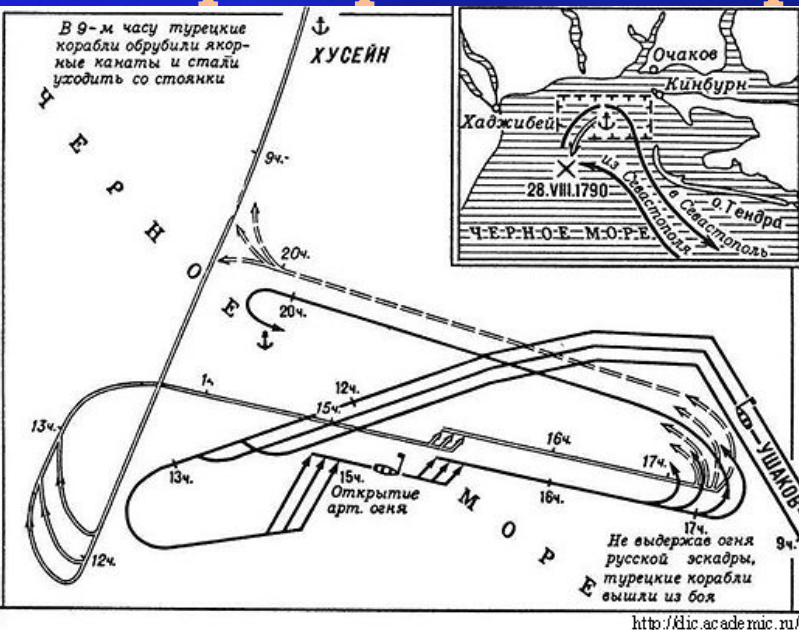 В 9-м часу турецкие
корабли обрубили якор-
ные канаты и стали
уходить со стоянки
ХУСЕЙН
ЧЕРНОЕ
МОРЕ
9ч.
20ч.
20ч.
1ч.
12ч.
15ч.
13ч.
13ч.
12ч.
15ч.
Открытие
арт. огня
16ч.
17ч.
16ч.
17ч.
УШАКОВ
9ч.
Не выдержав огня
русской эскадры,
турецкие корабли
вышли из боя
Очаков
Кинбурн
Хаджибей
28.VIII.1790
из Севастополя
в Севастополь
о.Тендра
ЧЕРНОЕ МОРЕ
http://dic.academic.ru/